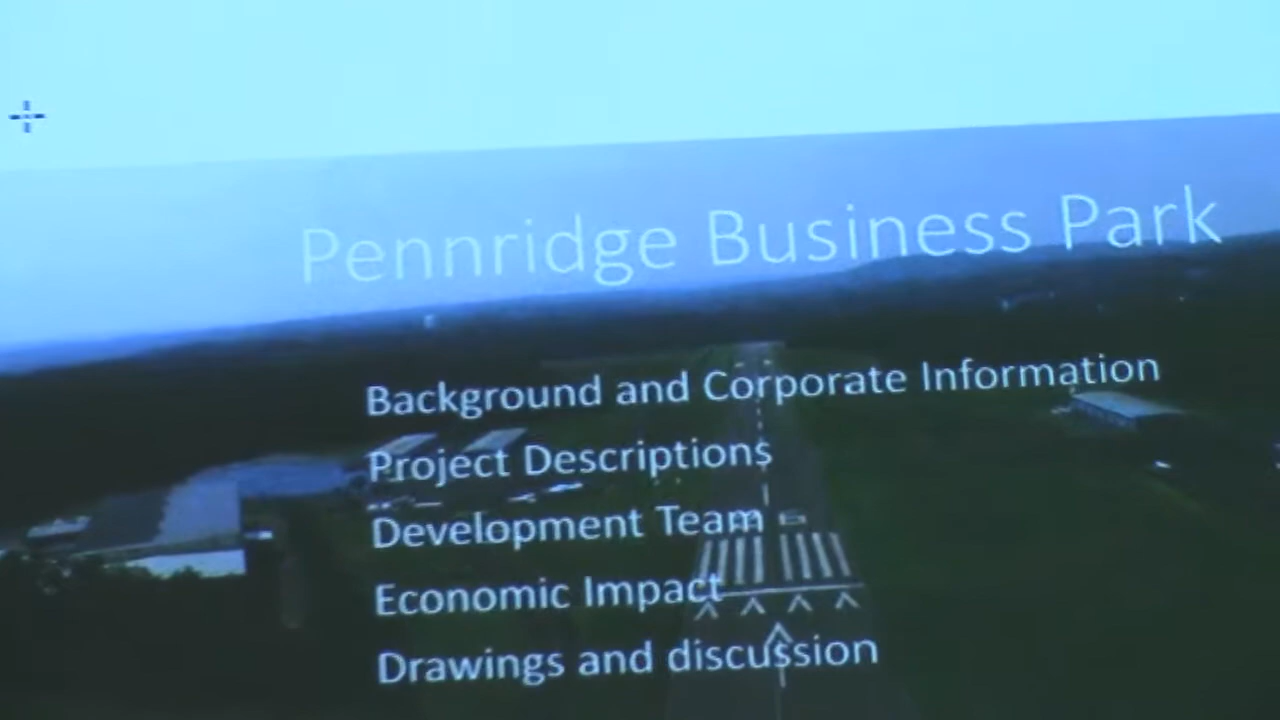 Pennridge Business Park
Background and Corporate Information
Project Descriptions
Development Team
Economic Impact
Drawings and discussion